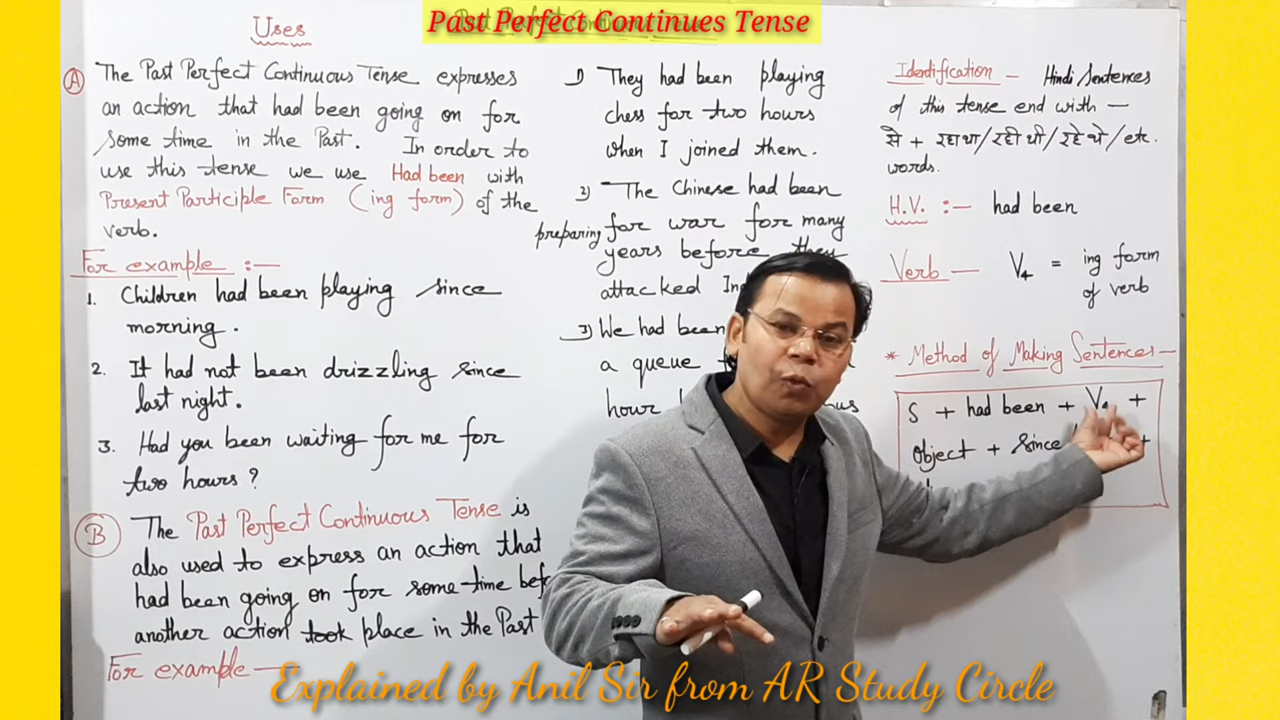 Past Perfect Continues Tense
Uses
A The Past Perfect Continuous Tense expresses
an action that had been going on for
some time in the Past. In order to
use this tense we use Had been with
Present Participle Form (ing form) of the
verb.
For example :-
1. Children had been playing since
morning.
2. It had not been drizzling since
last night.
3. Had you been waiting for me for
two hours?
B The Past Perfect Continuous Tense is
also used to express an action that
had been going on for some time bef
another action took place in the Past
For example -
1) They had been playing
chess for two hours
when I joined them.
2) The Chinese had been
preparing for war for many
years before they
attacked
3) We had been
a queue
hour
Identification - Hindi Sentences
of this tense end with -
से + रहा था/रही थी/रहे थे/etc.
words.
H.V. :- had been
Verb - V4 = ing form
of verb
* Method of Making Sentences -
S + had been + V4 +
object + since +
Explained by Anil Sir from AR Study Circle